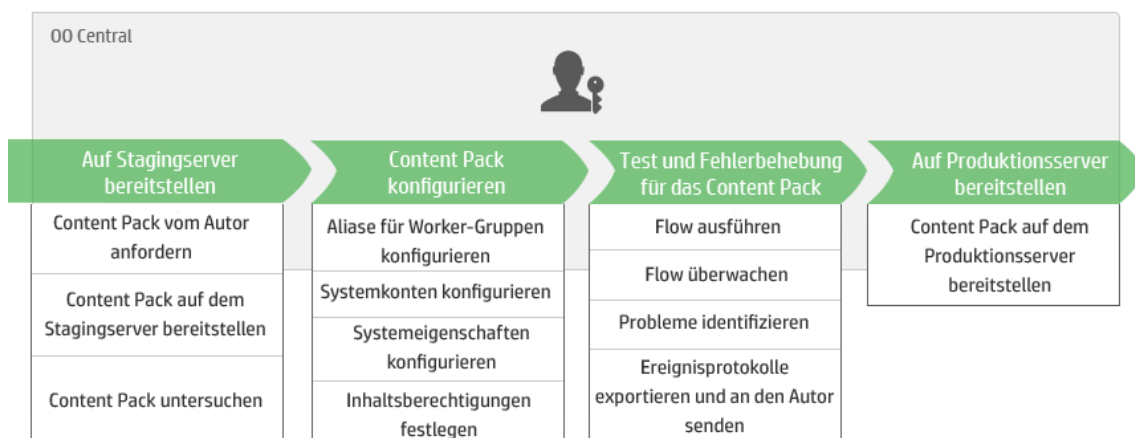 OO Central
Auf Stagingserver
bereitstellen
Content Pack vom Autor
anfordern
Content Pack auf dem
Stagingserver bereitstellen
Content Pack untersuchen
Content Pack
konfigurieren
Aliase für Worker-Gruppen
konfigurieren
Systemkonten konfigurieren
Systemeigenschaften
konfigurieren
Inhaltsberechtigungen
festlegen
Test und Fehlerbehebung
für das Content Pack
Flow ausführen
Flow überwachen
Probleme identifizieren
Ereignisprotokolle
exportieren und an den Autor
senden
Auf Produktionsserver
bereitstellen
Content Pack auf dem
Produktionsserver
bereitstellen